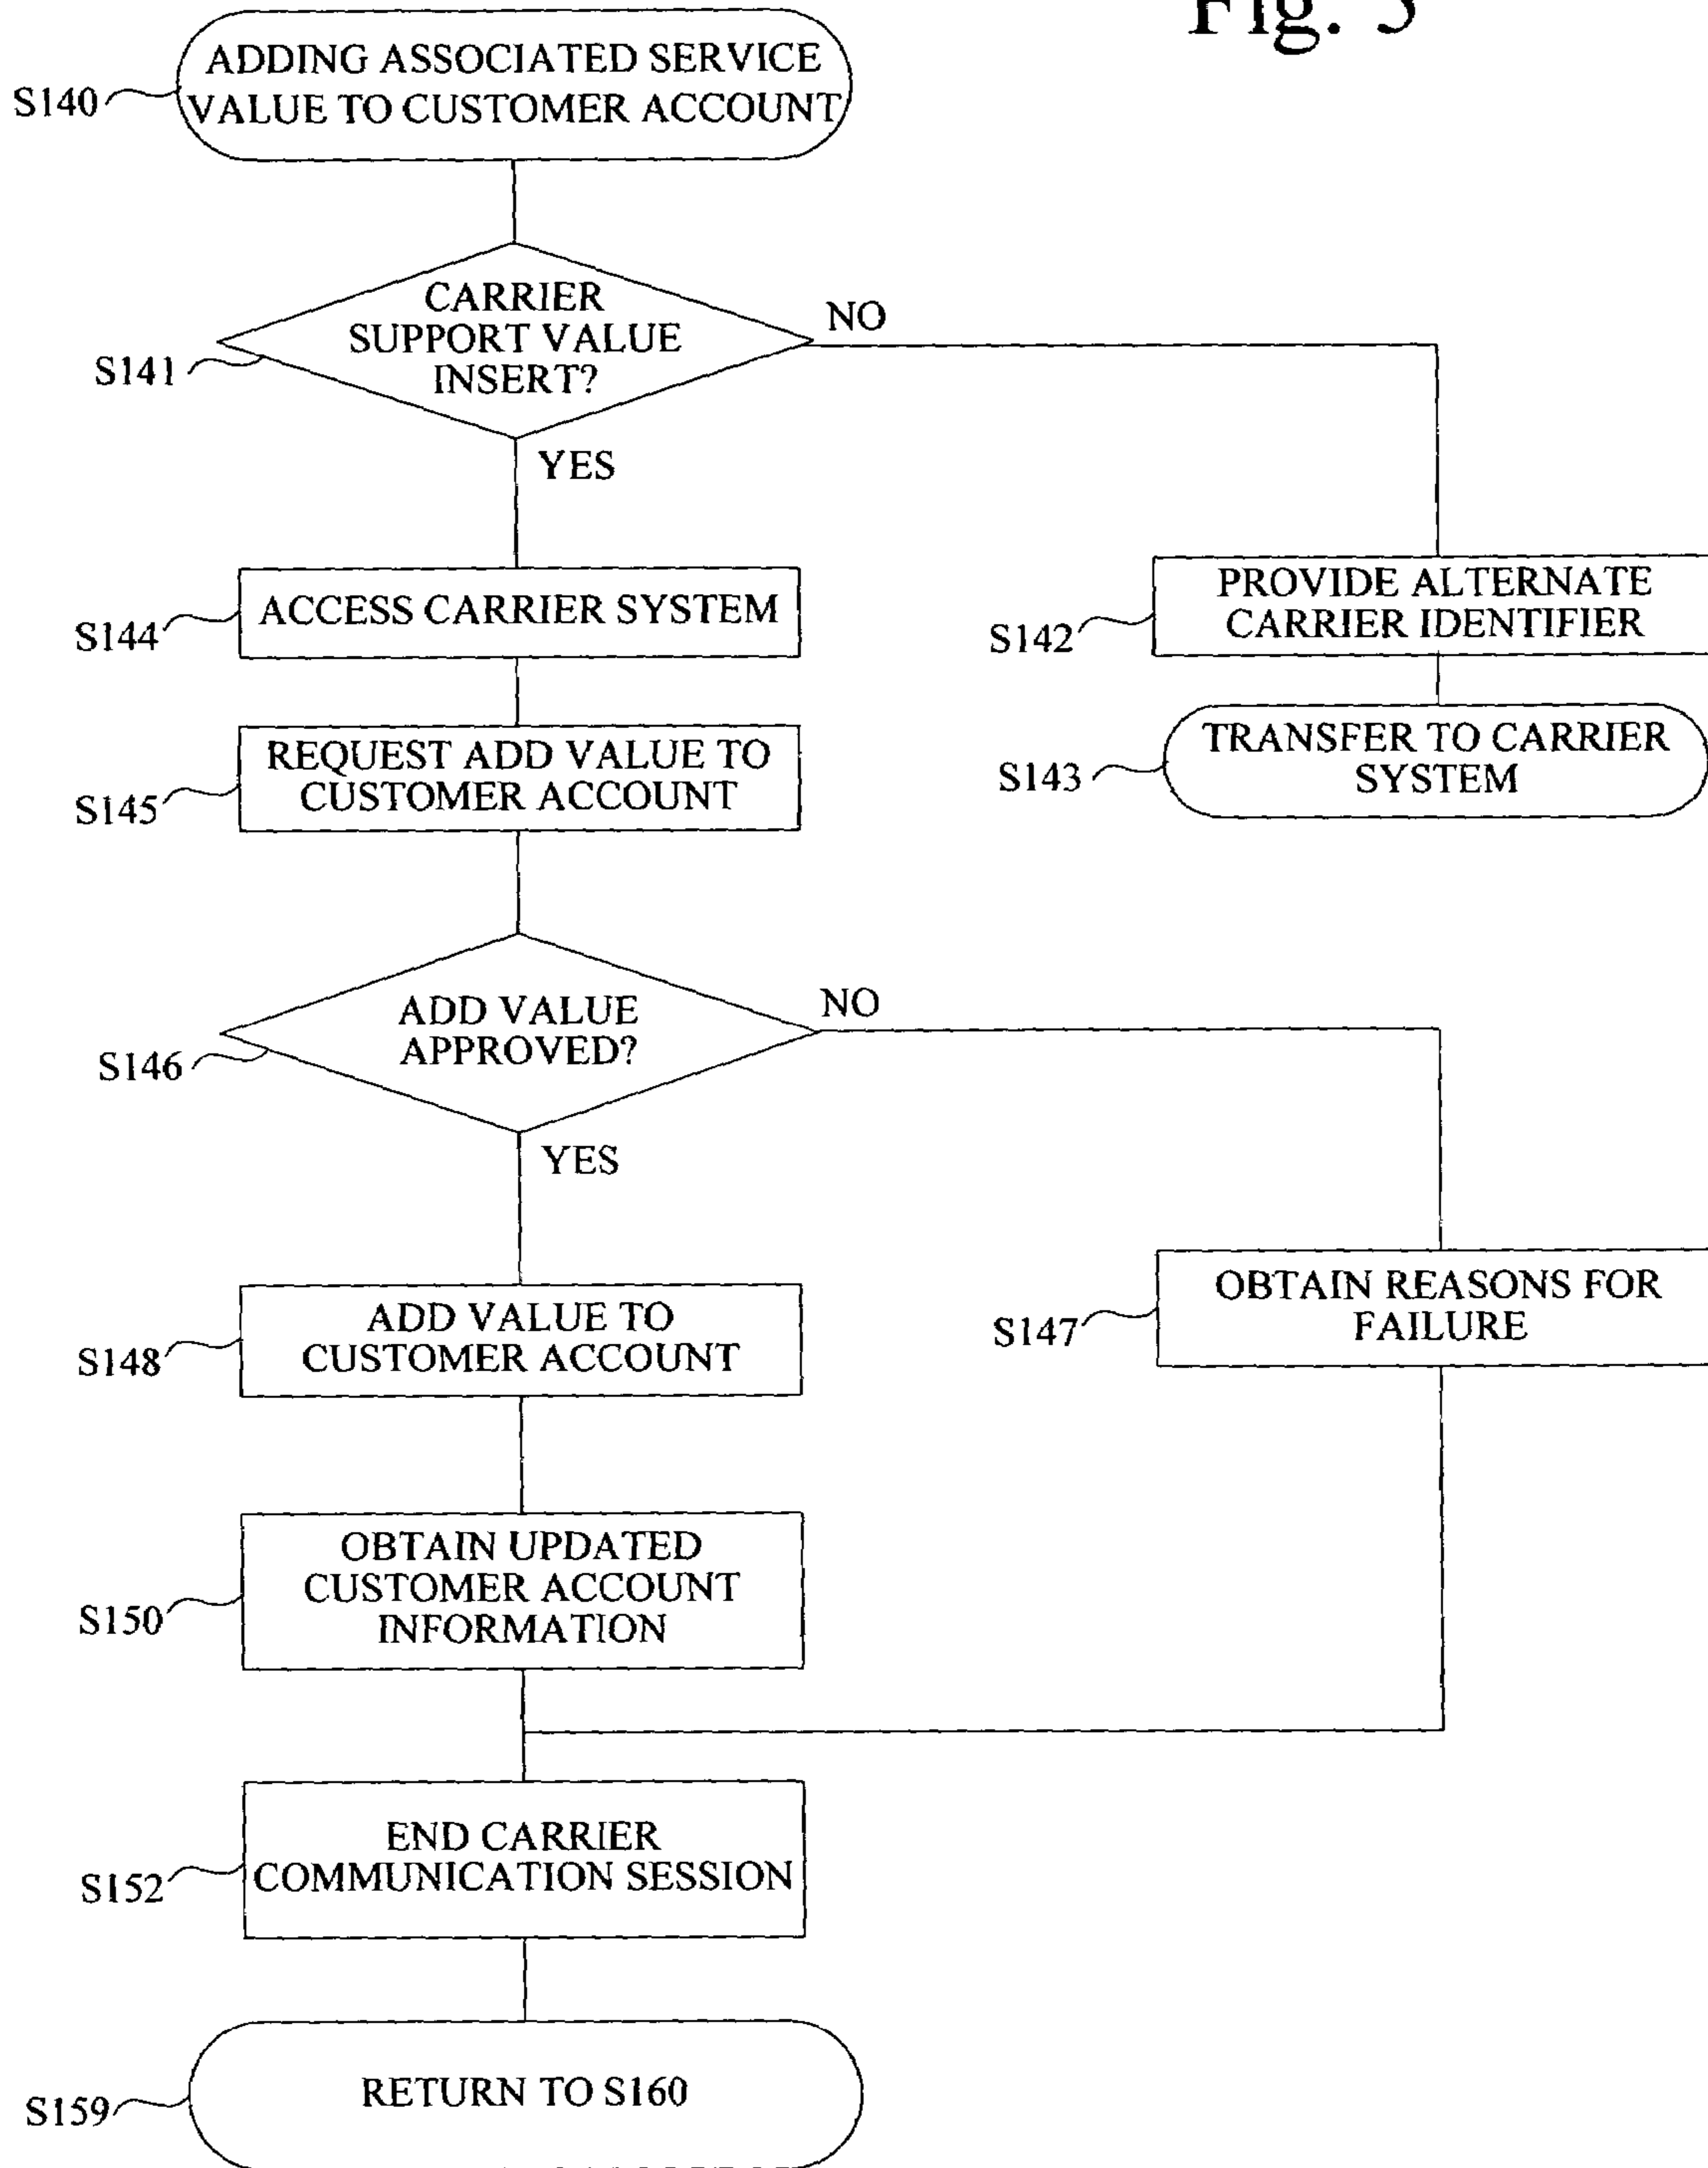 Fig. 5
ADDING ASSOCIATED SERVICE
VALUE TO CUSTOMER ACCOUNT
S140
CARRIER
SUPPORT VALUE
INSERT?
S141
NO
YES
ACCESS CARRIER SYSTEM
S144
PROVIDE ALTERNATE
CARRIER IDENTIFIER
S142
REQUEST ADD VALUE TO
CUSTOMER ACCOUNT
S145
TRANSFER TO CARRIER
SYSTEM
S143
ADD VALUE
APPROVED?
S146
NO
YES
ADD VALUE TO
CUSTOMER ACCOUNT
S148
OBTAIN REASONS FOR
FAILURE
S147
OBTAIN UPDATED
CUSTOMER ACCOUNT
INFORMATION
S150
END CARRIER
COMMUNICATION SESSION
S152
RETURN TO S160
S159